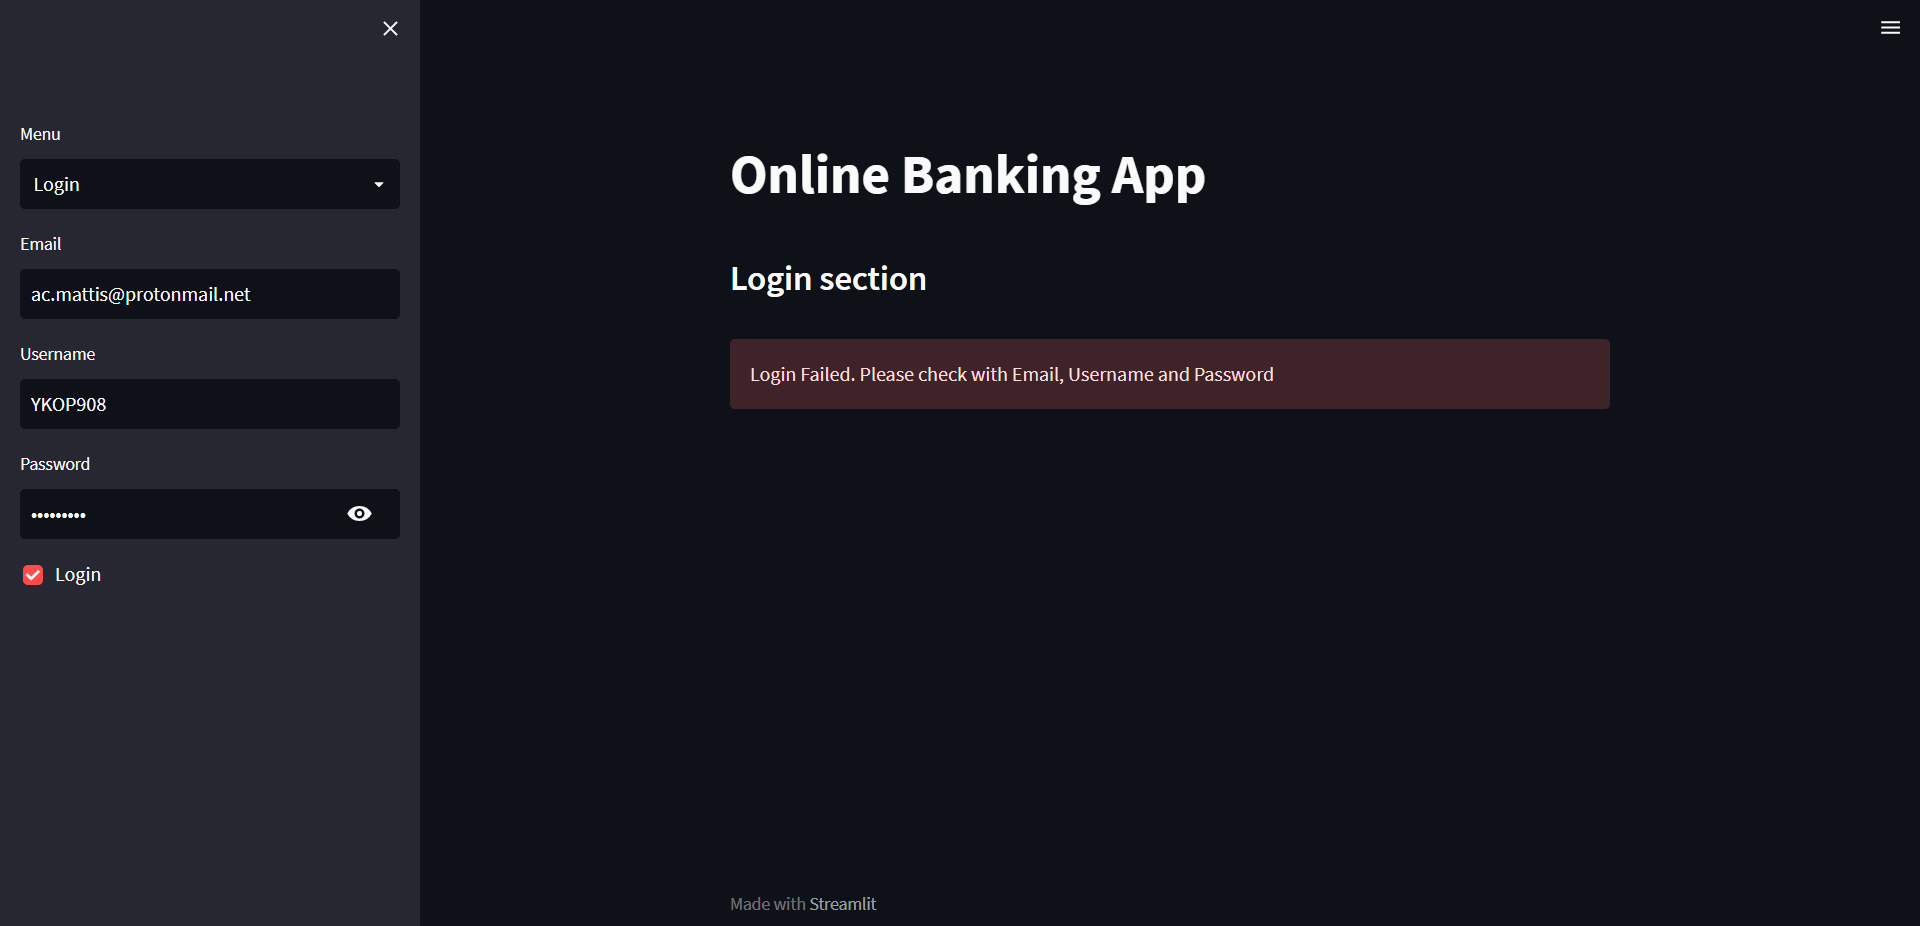 Menu
Login
Email
ac.mattis@protonmail.net
Username
YKOP908
Password
•••••••••
Login
Online Banking App
Login section
Login Failed. Please check with Email, Username and Password
Made with Streamlit